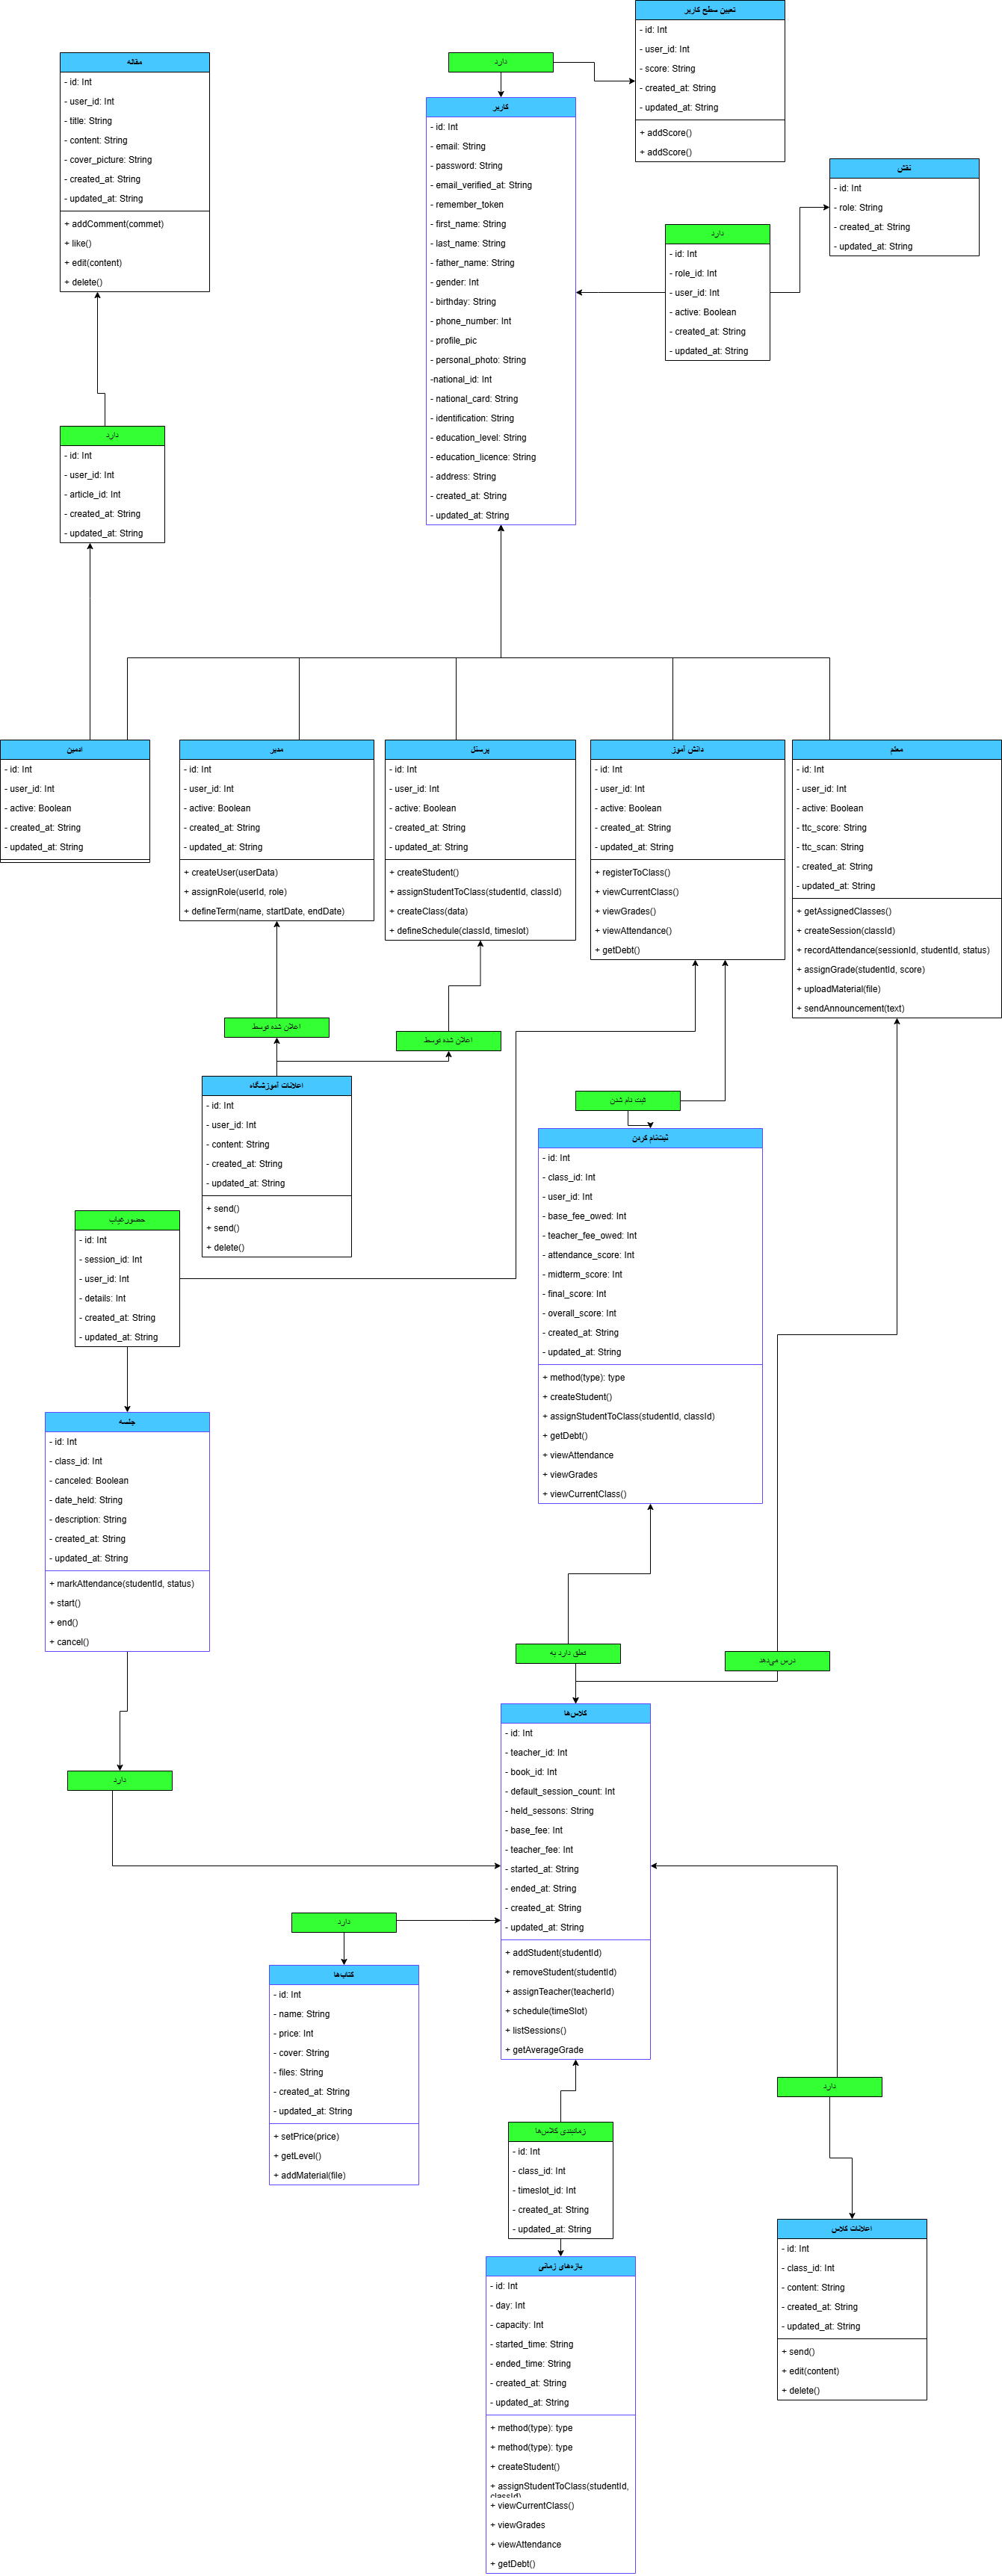 تعیین سطح کاربر
- id: Int
- user_id: Int
- score: String
- created_at: String
- updated_at: String
+ addScore()
+ addScore()
مقاله
- id: Int
- user_id: Int
- title: String
- content: String
- cover_picture: String
- created_at: String
- updated_at: String
+ addComment(commet)
+ like()
+ edit(content)
+ delete()
دارد
کاربر
- id: Int
- email: String
- password: String
- email_verified_at: String
- remember_token
- first_name: String
- last_name: String
- father_name: String
- gender: Int
- birthday: String
- phone_number: Int
- profile_pic
- personal_photo: String
-national_id: Int
- national_card: String
- identification: String
- education_level: String
- education_licence: String
- address: String
- created_at: String
- updated_at: String
نقش
- id: Int
- role: String
- created_at: String
- updated_at: String
دارد
- id: Int
- role_id: Int
- user_id: Int
- active: Boolean
- created_at: String
- updated_at: String
دارد
- id: Int
- user_id: Int
- article_id: Int
- created_at: String
- updated_at: String
ادمین
- id: Int
- user_id: Int
- active: Boolean
- created_at: String
- updated_at: String
مدیر
- id: Int
- user_id: Int
- active: Boolean
- created_at: String
- updated_at: String
+ createUser(userData)
+ assignRole(userId, role)
+ defineTerm(name, startDate, endDate)
پرسنل
- id: Int
- user_id: Int
- active: Boolean
- created_at: String
- updated_at: String
+ createStudent()
+ assignStudentToClass(studentId, classId)
+ createClass(data)
+ defineSchedule(classId, timeslot)
دانش آموز
- id: Int
- user_id: Int
- active: Boolean
- created_at: String
- updated_at: String
+ registerToClass()
+ viewCurrentClass()
+ viewGrades()
+ viewAttendance()
+ getDebt()
معلم
- id: Int
- user_id: Int
- active: Boolean
- ttc_score: String
- ttc_scan: String
- created_at: String
- updated_at: String
+ getAssignedClasses()
+ createSession(classId)
+ recordAttendance(sessionId, studentId, status)
+ assignGrade(studentId, score)
+ uploadMaterial(file)
+ sendAnnouncement(text)
اعلان شده توسط
اعلان شده توسط
اعلانات آموزشگاه
- id: Int
- user_id: Int
- content: String
- created_at: String
- updated_at: String
+ send()
+ send()
+ delete()
ثبت نام شدن
ثبت‌نام کردن
- id: Int
- class_id: Int
- user_id: Int
- base_fee_owed: Int
- teacher_fee_owed: Int
- attendance_score: Int
- midterm_score: Int
- final_score: Int
- overall_score: Int
- created_at: String
- updated_at: String
+ method(type): type
+ createStudent()
+ assignStudentToClass(studentId, classId)
+ getDebt()
+ viewAttendance
+ viewGrades
+ viewCurrentClass()
حضورغیاب
- id: Int
- session_id: Int
- user_id: Int
- details: Int
- created_at: String
- updated_at: String
جلسه
- id: Int
- class_id: Int
- canceled: Boolean
- date_held: String
- description: String
- created_at: String
- updated_at: String
+ markAttendance(studentId, status)
+ start()
+ end()
+ cancel()
تعلق دارد به
درس می‌دهد
کلاس‌ها
- id: Int
- teacher_id: Int
- book_id: Int
- default_session_count: Int
- held_sessons: String
- base_fee: Int
- teacher_fee: Int
- started_at: String
- ended_at: String
- created_at: String
- updated_at: String
+ addStudent(studentId)
+ removeStudent(studentId)
+ assignTeacher(teacherId)
+ schedule(timeSlot)
+ listSessions()
+ getAverageGrade
دارد
دارد
کتاب‌ها
- id: Int
- name: String
- price: Int
- cover: String
- files: String
- created_at: String
- updated_at: String
+ setPrice(price)
+ getLevel()
+ addMaterial(file)
دارد
زمانبندی کلاس‌ها
- id: Int
- class_id: Int
- timeslot_id: Int
- created_at: String
- updated_at: String
اعلانات کلاس
- id: Int
- class_id: Int
- content: String
- created_at: String
- updated_at: String
+ send()
+ edit(content)
+ delete()
بازه‌های زمانی
- id: Int
- day: Int
- capacity: Int
- started_time: String
- ended_time: String
- created_at: String
- updated_at: String
+ method(type): type
+ method(type): type
+ createStudent()
+ assignStudentToClass(studentId,
classId)
+ viewCurrentClass()
+ viewGrades
+ viewAttendance
+ getDebt()